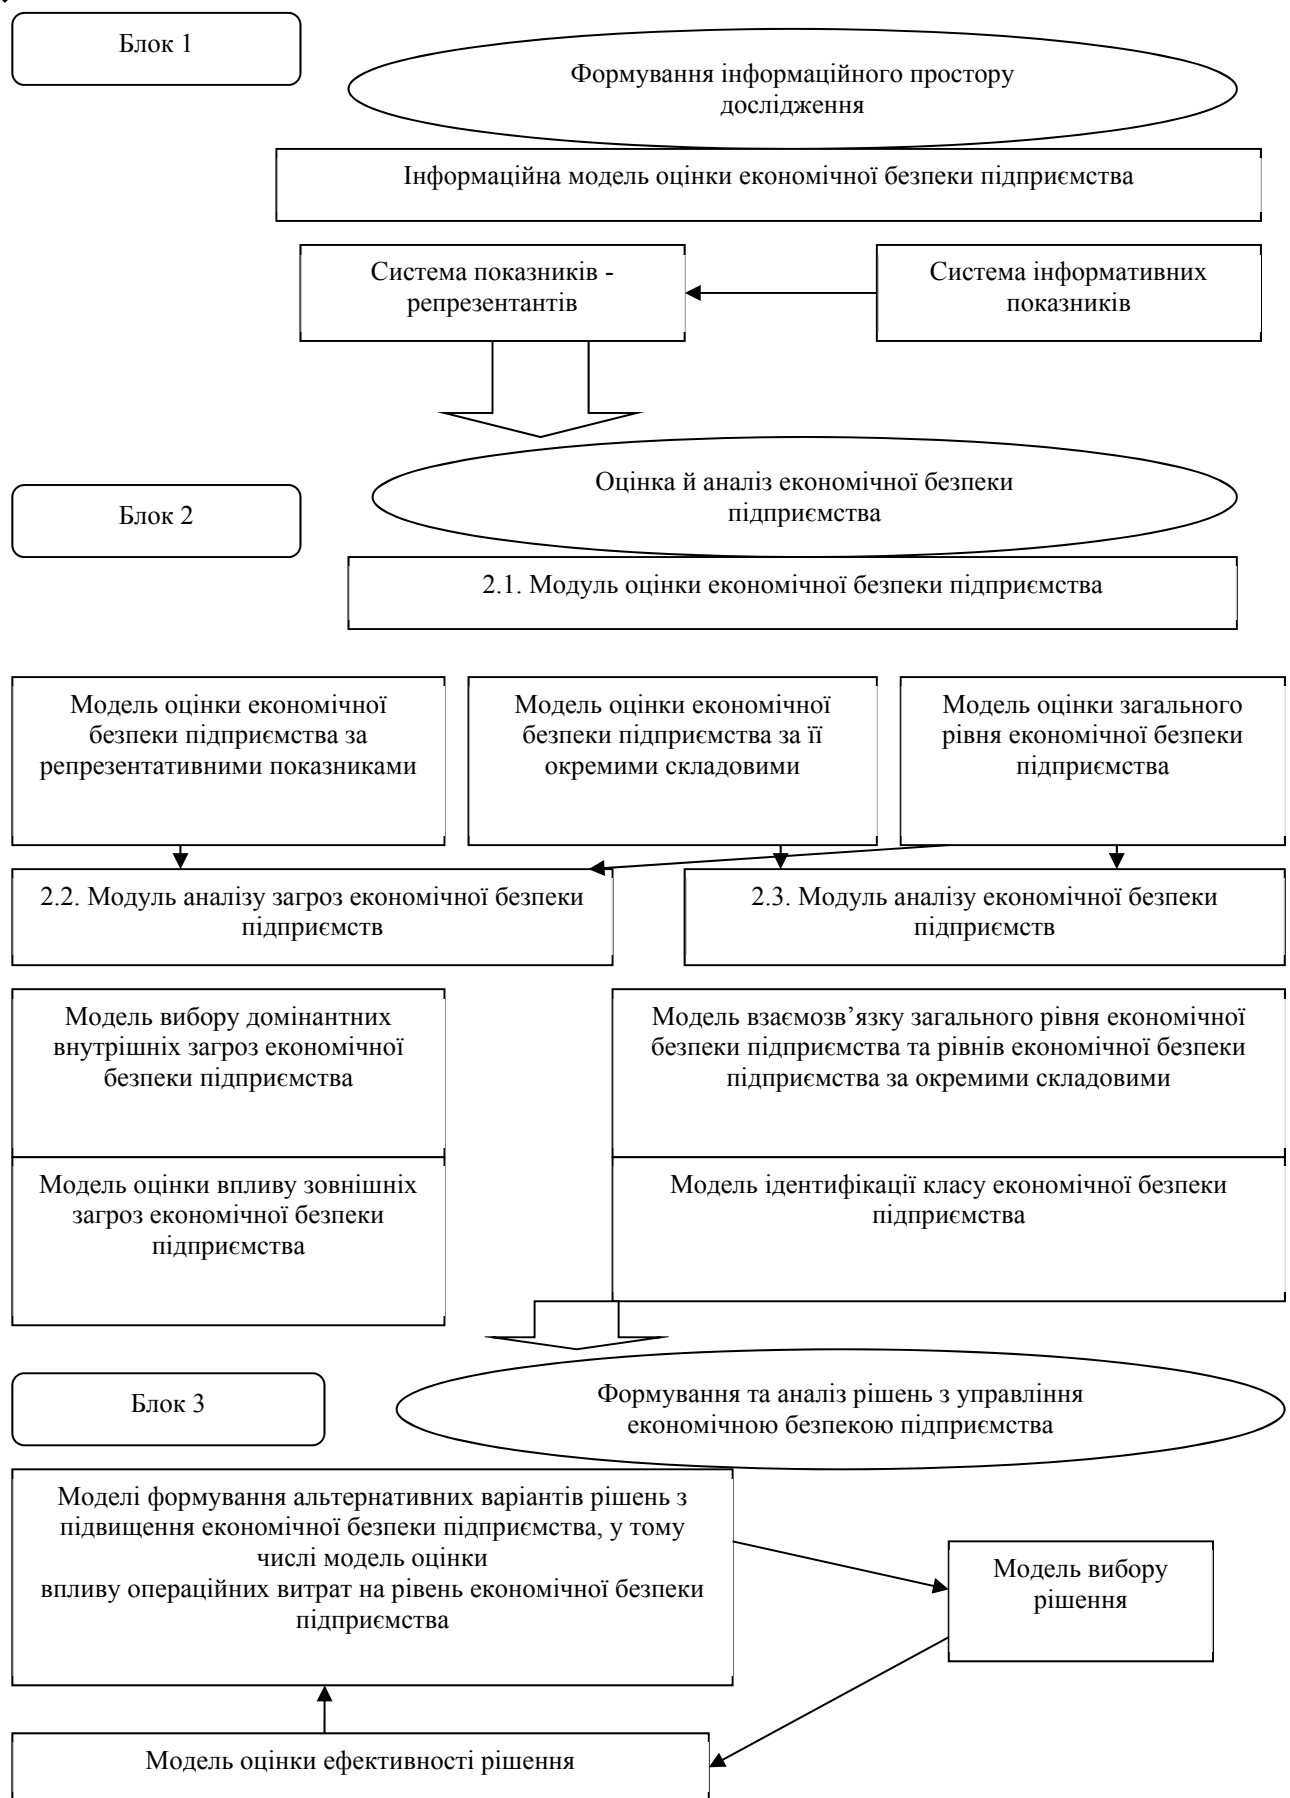 Блок 1
Формування інформаційного простору
дослідження
Інформаційна модель оцінки економічної безпеки підприємства
Система показників -
репрезентантів
Система інформативних
показників
Блок 2
Оцінка й аналіз економічної безпеки
підприємства
2.1. Модуль оцінки економічної безпеки підприємства
Модель оцінки економічної
безпеки підприємства за
репрезентативними показниками
Модель оцінки економічної
безпеки підприємства за її
окремими складовими
Модель оцінки загального
рівня економічної безпеки
підприємства
2.2. Модуль аналізу загроз економічної безпеки
підприємств
2.3. Модуль аналізу економічної безпеки
підприємств
Модель вибору домінантних
внутрішніх загроз економічної
безпеки підприємства
Модель взаємозв’язку загального рівня економічної
безпеки підприємства та рівнів економічної безпеки
підприємства за окремими складовими
Модель оцінки впливу зовнішніх
загроз економічної безпеки
підприємства
Модель ідентифікації класу економічної безпеки
підприємства
Блок 3
Формування та аналіз рішень з управління
економічною безпекою підприємства
Моделі формування альтернативних варіантів рішень з
підвищення економічної безпеки підприємства, у тому
числі модель оцінки
впливу операційних витрат на рівень економічної безпеки
підприємства
Модель вибору
рішення
Модель оцінки ефективності рішення